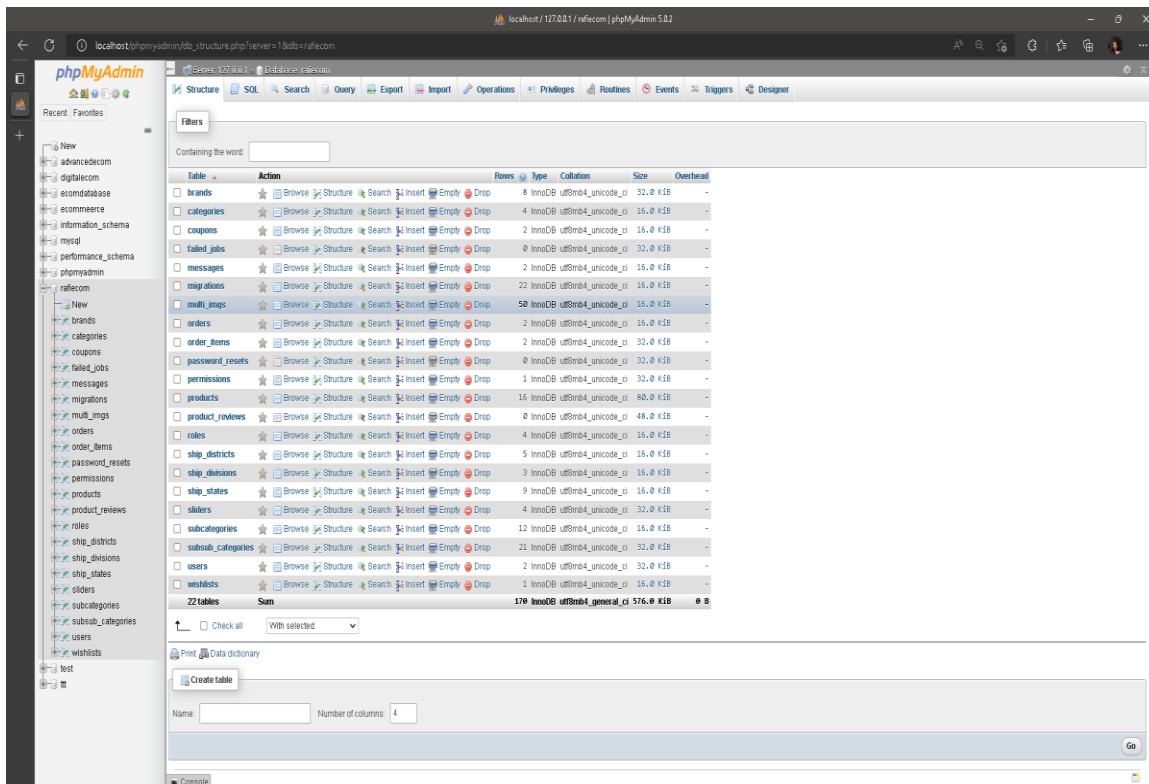 localhost / 127.0.0.1 / rafiecom | phpMyAdmin 5.0.2
localhost/phpmyadmin/db_structure.php?server=1&db=rafiecom
phpMyAdmin
Recent Favorites
New
advancedecom
digitalecom
ecomdatabase
ecommeerce
information_schema
mysql
performance_schema
phpmyadmin
rafiecom
New
brands
categories
coupons
failed_jobs
messages
migrations
multi_imgs
orders
order_items
password_resets
permissions
products
product_reviews
roles
ship_districts
ship_divisions
ship_states
sliders
subcategories
subsub_categories
users
wishlists
test
ttt
Server: 127.0.0.1 » Database: rafiecom
Structure SQL Search Query Export Import Operations Privileges Routines Events Triggers Designer
Filters
Containing the word:
Table Action Rows Type Collation Size Overhead
brands Browse Structure Search Insert Empty Drop 8 InnoDB utf8mb4_unicode_ci 32.0 KiB -
categories Browse Structure Search Insert Empty Drop 4 InnoDB utf8mb4_unicode_ci 16.0 KiB -
coupons Browse Structure Search Insert Empty Drop 2 InnoDB utf8mb4_unicode_ci 16.0 KiB -
failed_jobs Browse Structure Search Insert Empty Drop 0 InnoDB utf8mb4_unicode_ci 32.0 KiB -
messages Browse Structure Search Insert Empty Drop 2 InnoDB utf8mb4_unicode_ci 16.0 KiB -
migrations Browse Structure Search Insert Empty Drop 22 InnoDB utf8mb4_unicode_ci 16.0 KiB -
multi_imgs Browse Structure Search Insert Empty Drop 50 InnoDB utf8mb4_unicode_ci 16.0 KiB -
orders Browse Structure Search Insert Empty Drop 2 InnoDB utf8mb4_unicode_ci 16.0 KiB -
order_items Browse Structure Search Insert Empty Drop 2 InnoDB utf8mb4_unicode_ci 32.0 KiB -
password_resets Browse Structure Search Insert Empty Drop 0 InnoDB utf8mb4_unicode_ci 32.0 KiB -
permissions Browse Structure Search Insert Empty Drop 1 InnoDB utf8mb4_unicode_ci 32.0 KiB -
products Browse Structure Search Insert Empty Drop 16 InnoDB utf8mb4_unicode_ci 80.0 KiB -
product_reviews Browse Structure Search Insert Empty Drop 0 InnoDB utf8mb4_unicode_ci 48.0 KiB -
roles Browse Structure Search Insert Empty Drop 4 InnoDB utf8mb4_unicode_ci 16.0 KiB -
ship_districts Browse Structure Search Insert Empty Drop 5 InnoDB utf8mb4_unicode_ci 16.0 KiB -
ship_divisions Browse Structure Search Insert Empty Drop 3 InnoDB utf8mb4_unicode_ci 16.0 KiB -
ship_states Browse Structure Search Insert Empty Drop 9 InnoDB utf8mb4_unicode_ci 16.0 KiB -
sliders Browse Structure Search Insert Empty Drop 4 InnoDB utf8mb4_unicode_ci 32.0 KiB -
subcategories Browse Structure Search Insert Empty Drop 12 InnoDB utf8mb4_unicode_ci 16.0 KiB -
subsub_categories Browse Structure Search Insert Empty Drop 21 InnoDB utf8mb4_unicode_ci 32.0 KiB -
users Browse Structure Search Insert Empty Drop 2 InnoDB utf8mb4_unicode_ci 32.0 KiB -
wishlists Browse Structure Search Insert Empty Drop 1 InnoDB utf8mb4_unicode_ci 16.0 KiB -
22 tables Sum 170 InnoDB utf8mb4_general_ci 576.0 KiB 0 B
Check all With selected:
Print Data dictionary
Create table
Name: Number of columns: 4
Go
Console